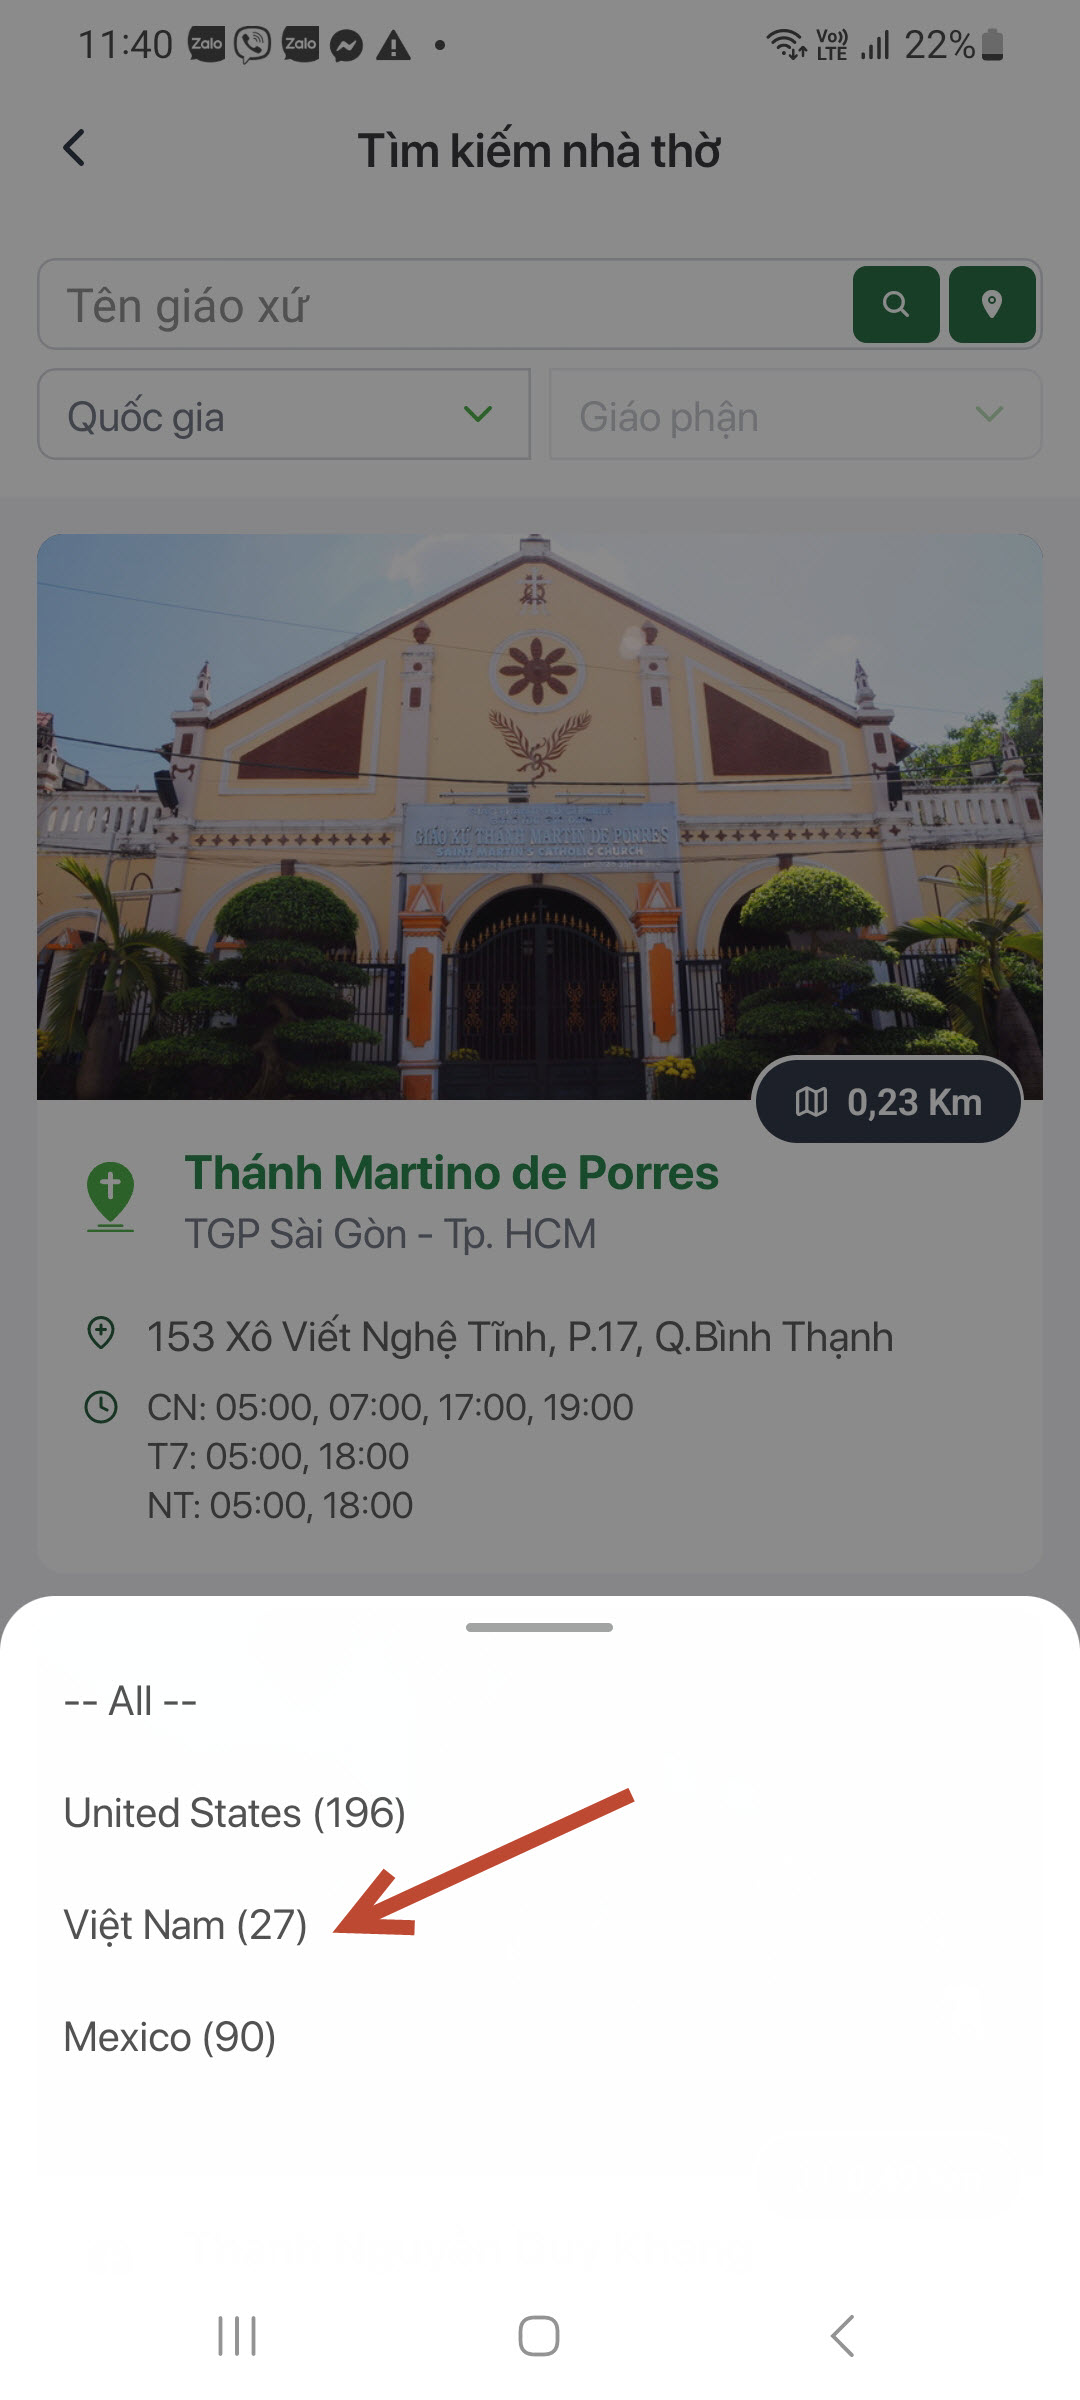 11:40 Zalo Zalo Vo)) LTE 22%
Tìm kiếm nhà thờ
Tên giáo xứ
Quốc gia
Giáo phận
GIÁO XỨ THÁNH MARTIN DE PORRES
SAINT MARTIN'S CATHOLIC CHURCH
0,23 Km
Thánh Martino de Porres
TGP Sài Gòn - Tp. HCM
153 Xô Viết Nghệ Tĩnh, P.17, Q.Bình Thạnh
CN: 05:00, 07:00, 17:00, 19:00
T7: 05:00, 18:00
NT: 05:00, 18:00
-- All --
United States (196)
Việt Nam (27)
Mexico (90)